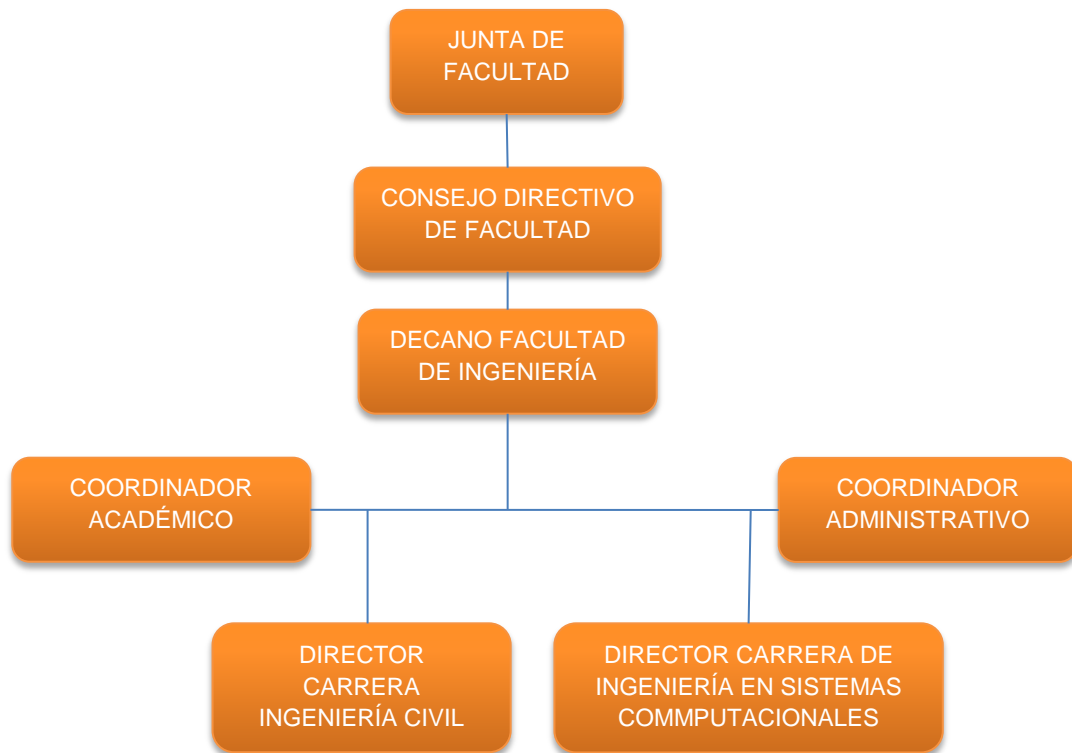 JUNTA DE
FACULTAD
CONSEJO DIRECTIVO
DE FACULTAD
DECANO FACULTAD
DE INGENIERÍA
COORDINADOR
ACADÉMICO
COORDINADOR
ADMINISTRATIVO
DIRECTOR
CARRERA
INGENIERÍA CIVIL
DIRECTOR CARRERA DE
INGENIERÍA EN SISTEMAS
COMMPUTACIONALES